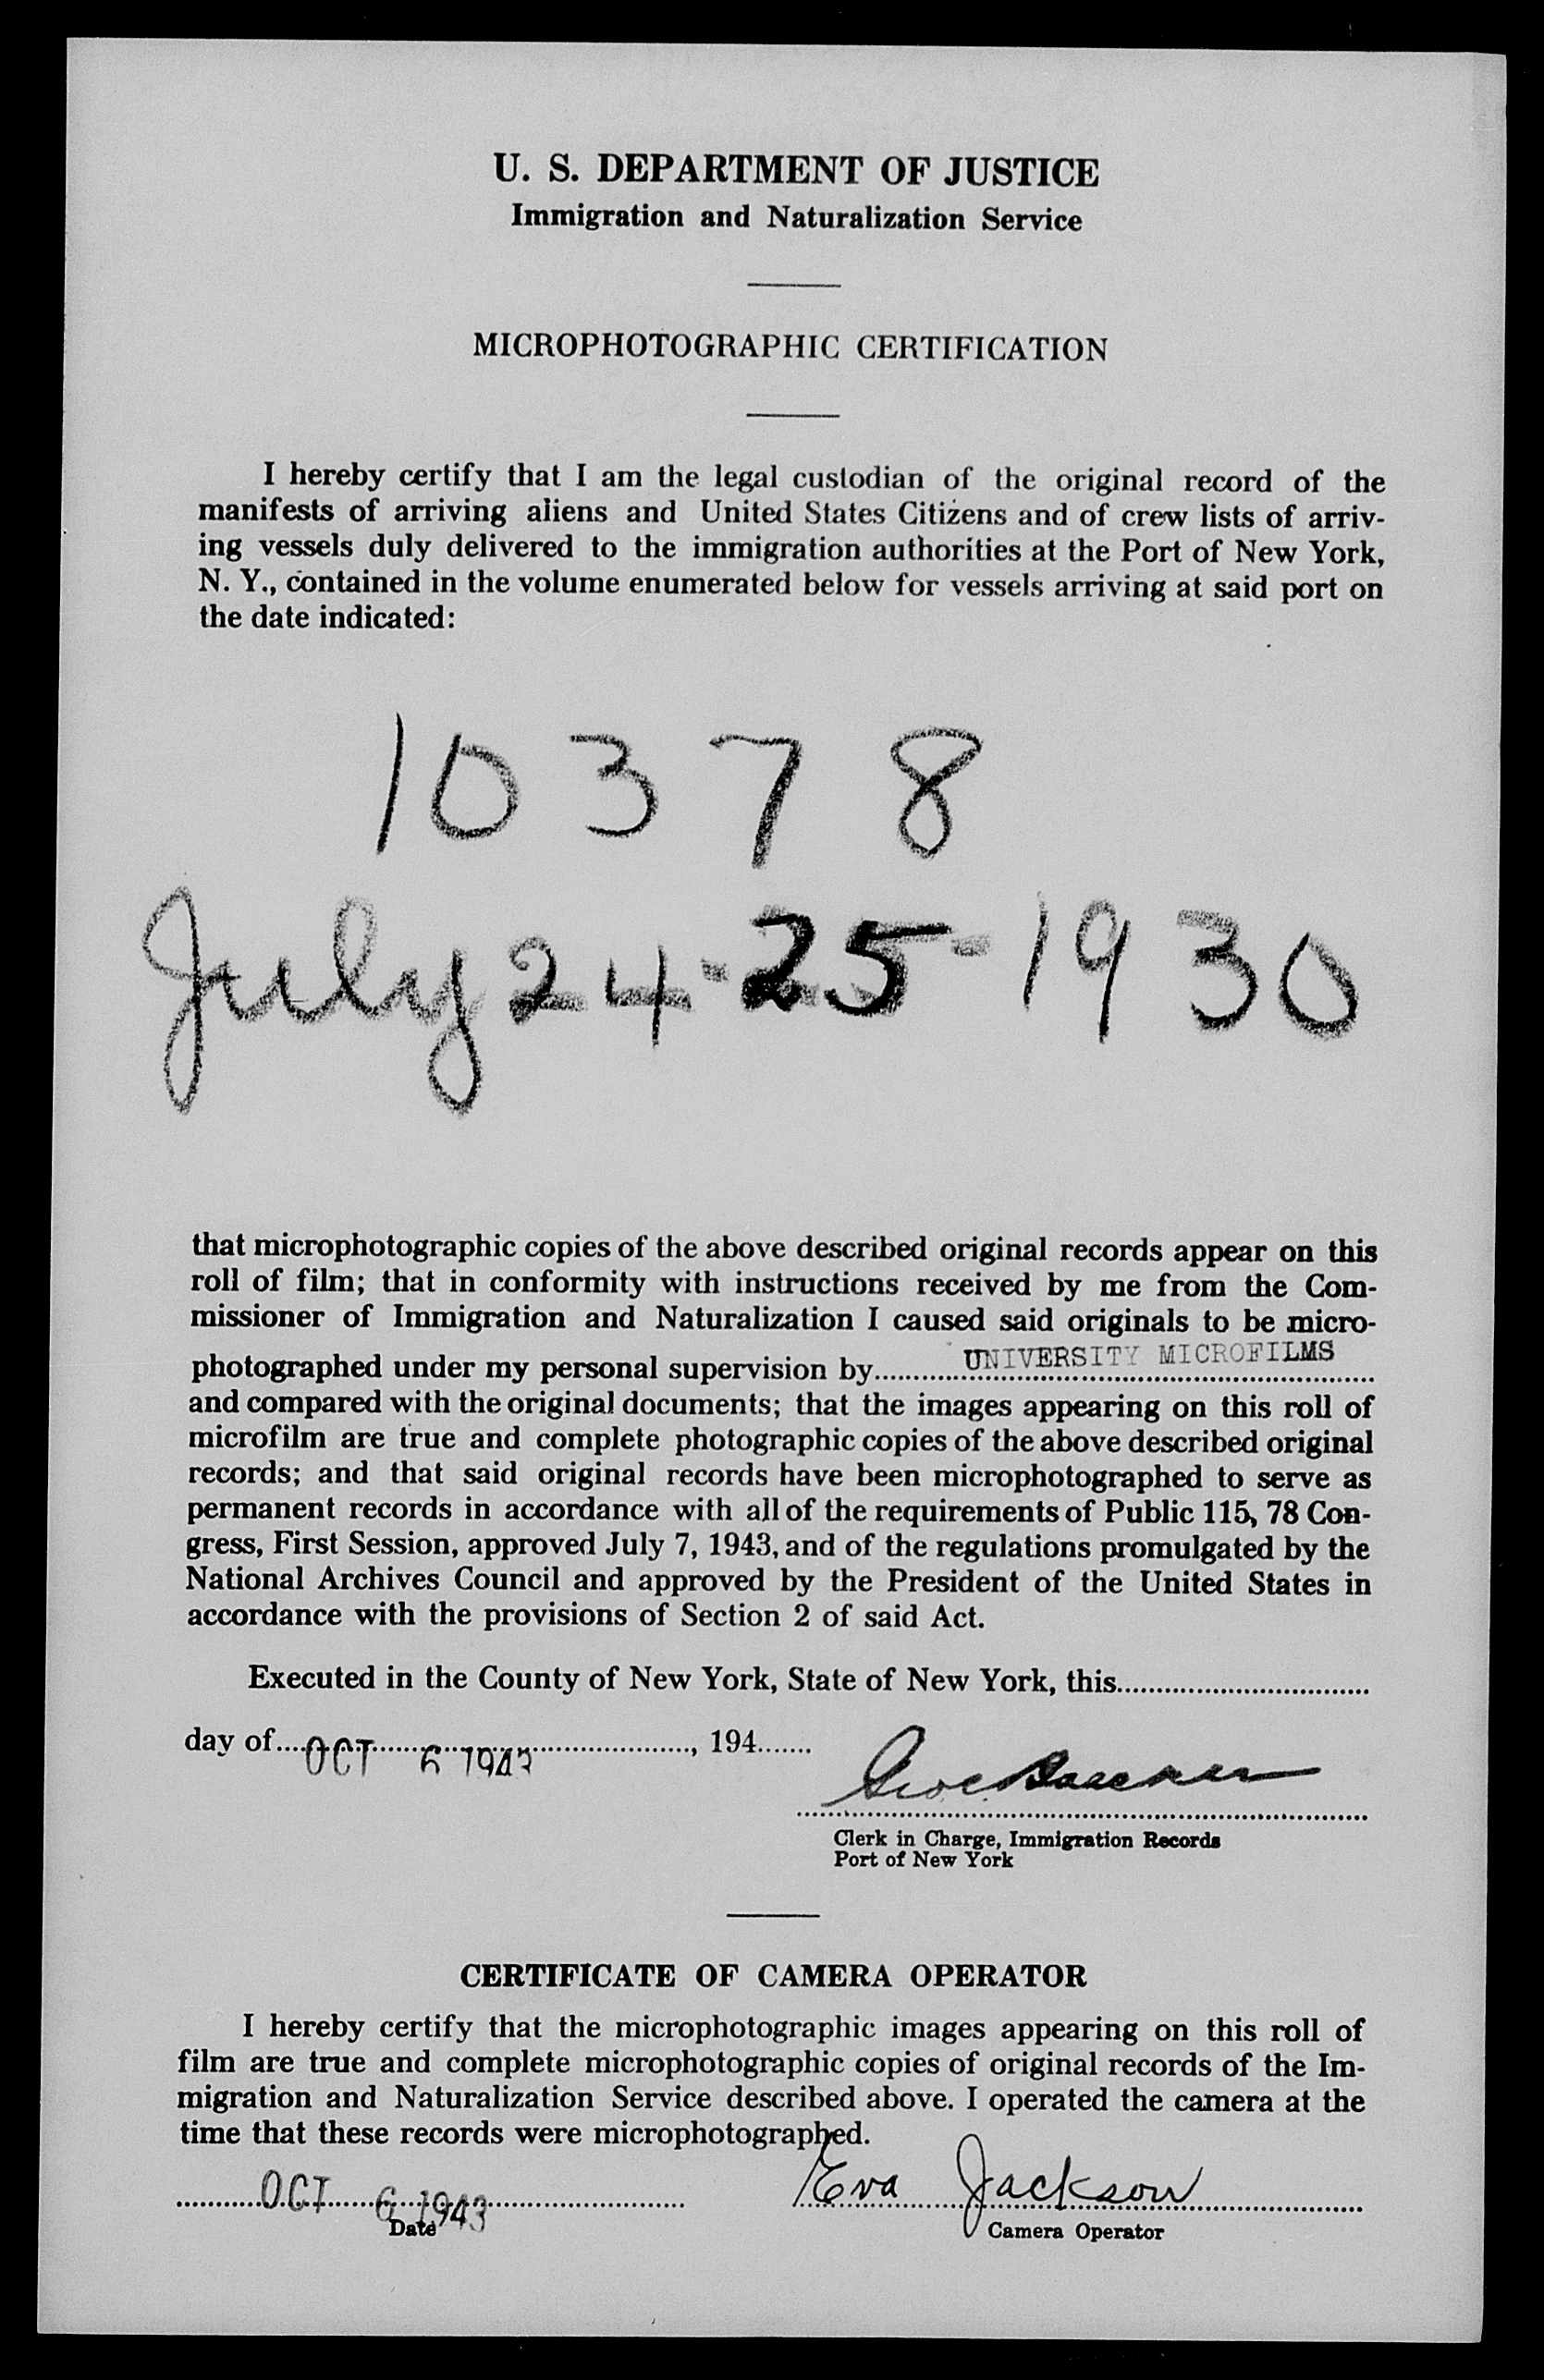 U. S. DEPARTMENT OF JUSTICE
Immigration and Naturalization Service
MICROPHOTOGRAPHIC CERTIFICATION
I hereby certify that I am the legal custodian of the original record of the
manifests of arriving aliens and United States Citizens and of crew lists of arriv-
ing vessels duly delivered to the immigration authorities at the Port of New York,
N. Y., contained in the volume enumerated below for vessels arriving at said port on
the date indicated:
10378
July 24-25-1930
that microphotographic copies of the above described original records appear on this
roll of film; that in conformity with instructions received by me from the Com-
missioner of Immigration and Naturalization I caused said originals to be micro-
photographed under my personal supervision by UNIVERSITY MICROFILMS
and compared with the original documents; that the images appearing on this roll of
microfilm are true and complete photographic copies of the above described original
records; and that said original records have been microphotographed to serve as
permanent records in accordance with all of the requirements of Public 115, 78 Con-
gress, First Session, approved July 7, 1943, and of the regulations promulgated by the
National Archives Council and approved by the President of the United States in
accordance with the provisions of Section 2 of said Act.
Executed in the County of New York, State of New York, this
day of OCT 6 1943, 194
Clerk in Charge, Immigration Records
Port of New York
CERTIFICATE OF CAMERA OPERATOR
I hereby certify that the microphotographic images appearing on this roll of
film are true and complete microphotographic copies of original records of the Im-
migration and Naturalization Service described above. I operated the camera at the
time that these records were microphotographed.
OCT 6 1943 Eva Jackson
Date Camera Operator